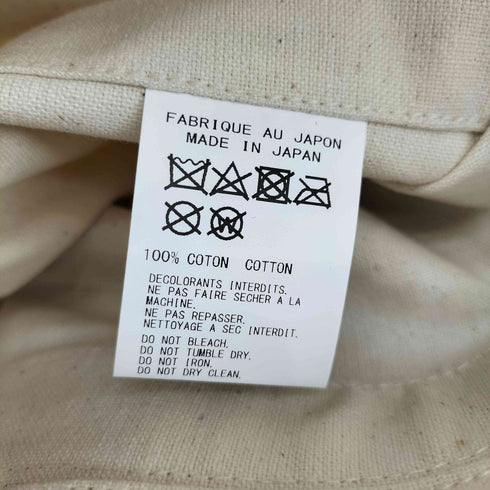 FABRIQUE AU JAPON
MADE IN JAPAN
W
100% COTON COTTON
DECOLORANTS INTERDITS.
NE PAS FAIRE SECHER A LA
MACHINE.
NE PAS REPASSER.
NETTOYAGE A SEC INTERDIT.
DO NOT BLEACH.
DO NOT TUMBLE DRY.
DO NOT IRON.
DO NOT DRY CLEAN.